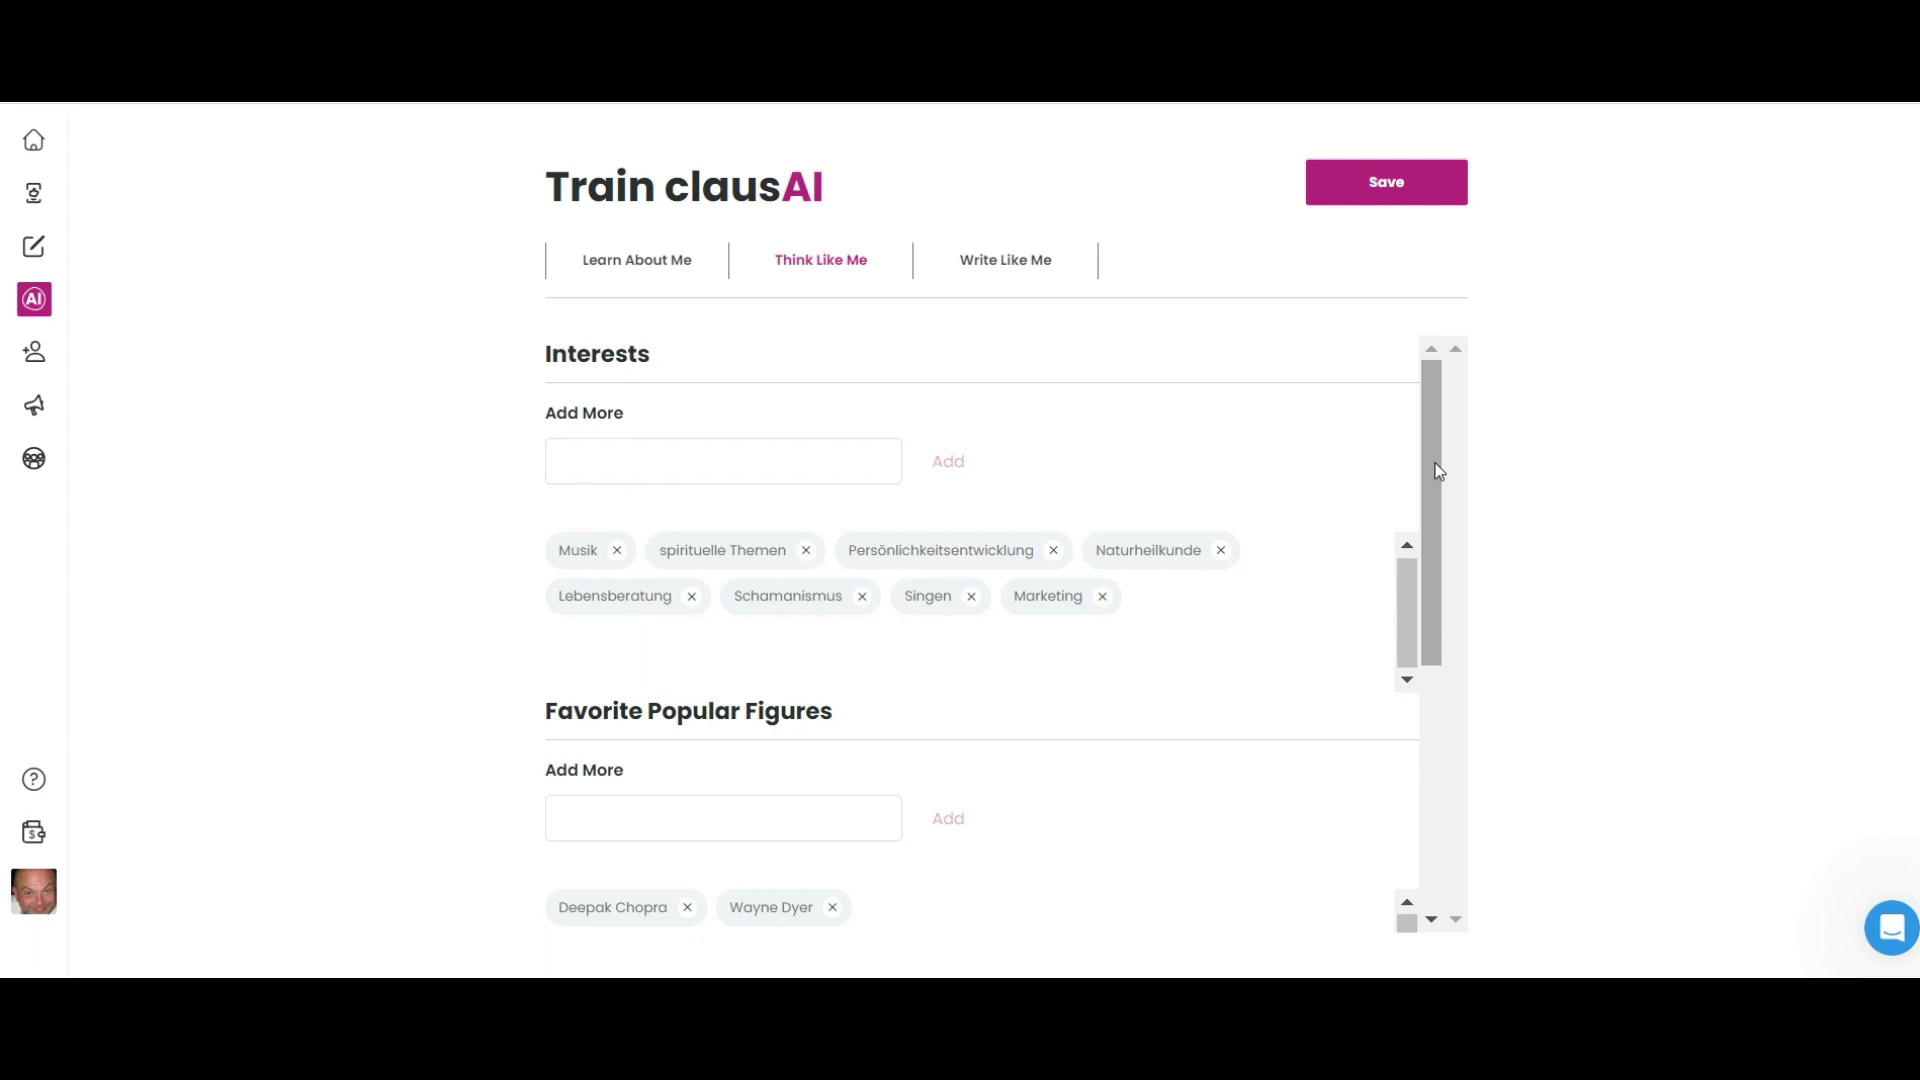 Train clausAI
Save
Learn About Me
Think Like Me
Write Like Me
AI
Interests
Add More
Add
Musik
spirituelle Themen
Persönlichkeitsentwicklung
Naturheilkunde
Lebensberatung
Schamanismus
Singen
Marketing
Favorite Popular Figures
Add More
Add
Deepak Chopra
Wayne Dyer